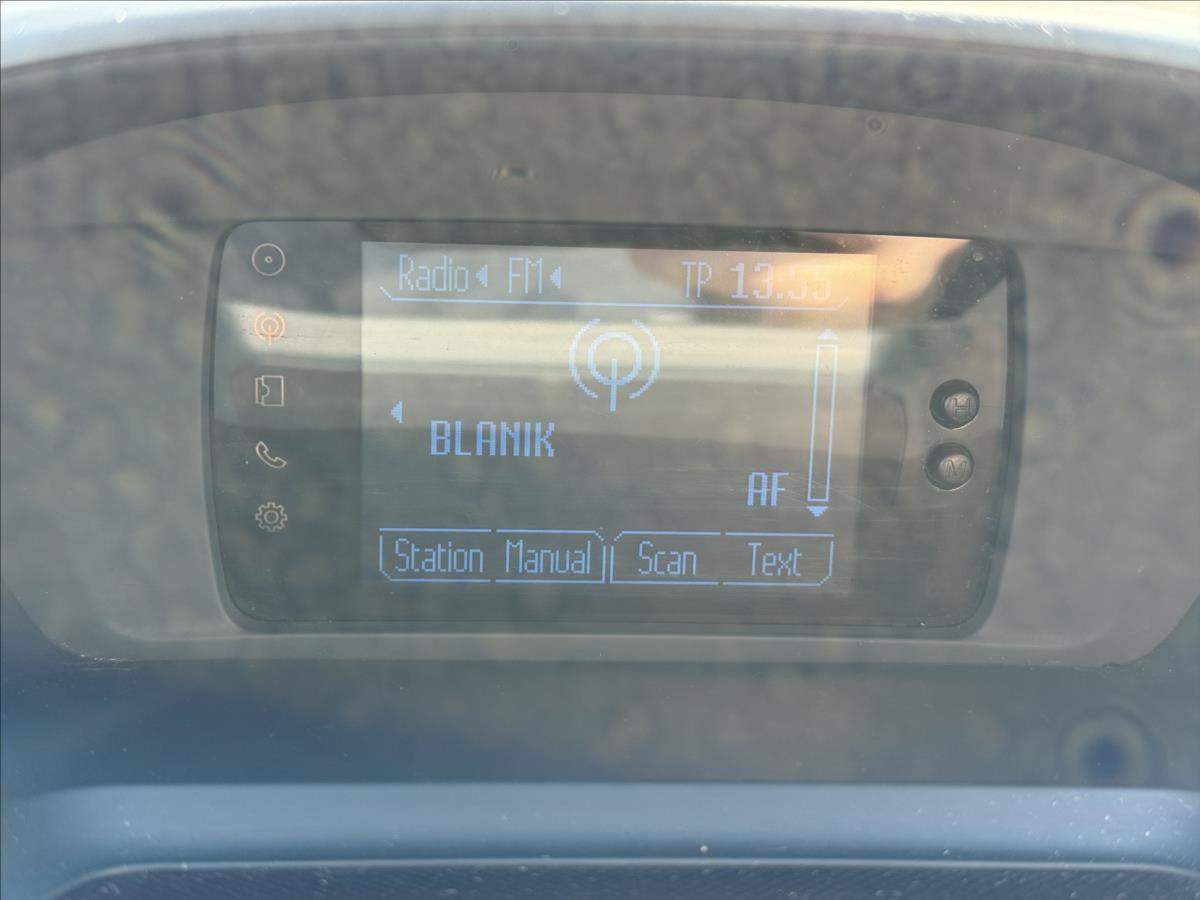 Radio FM TP
BLANIK
H
AF
M
Station Manual Scan Text